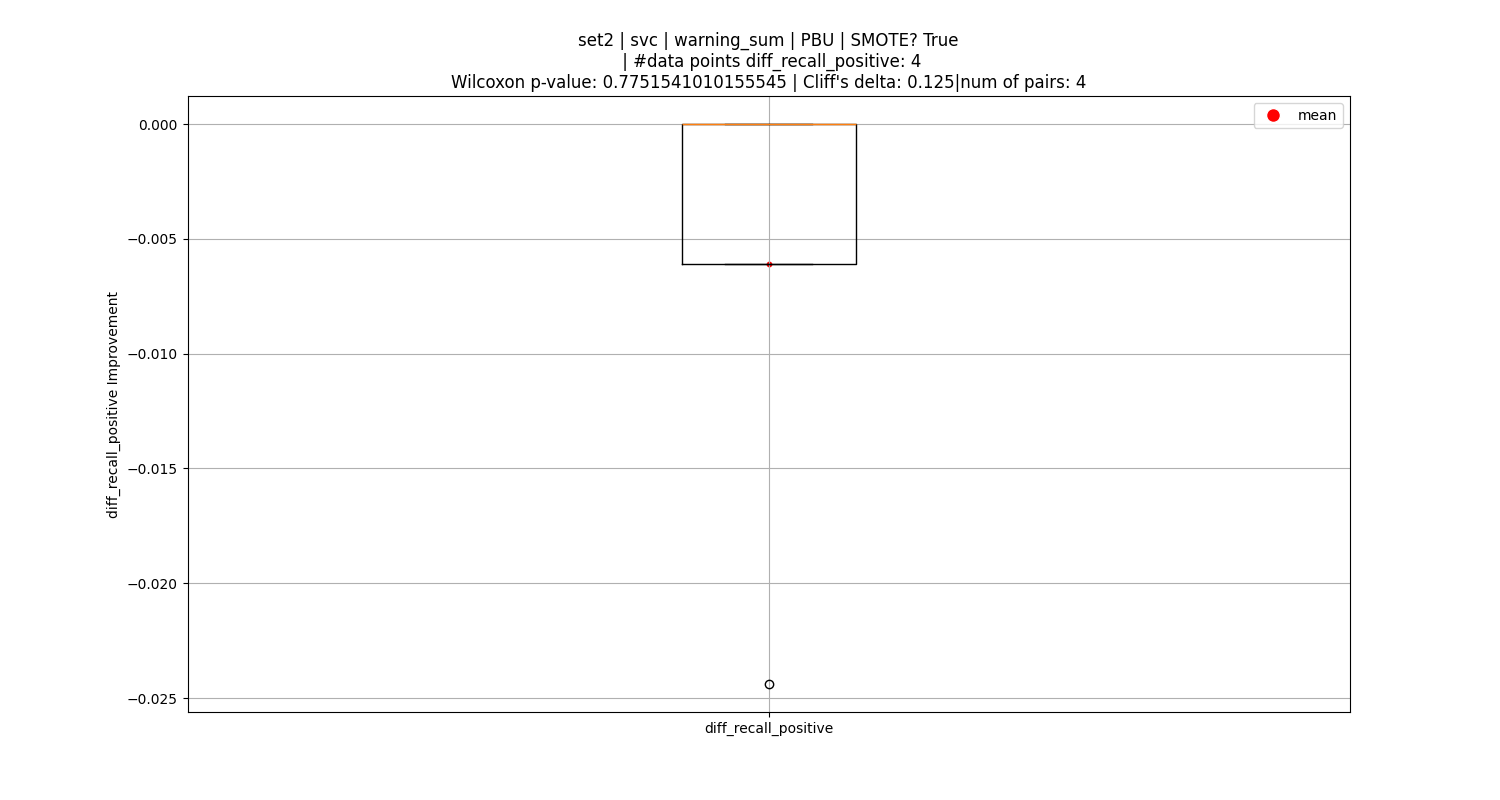 set2 | svc | warning_sum | PBU | SMOTE? True
| #data points diff_recall_positive: 4
Wilcoxon p-value: 0.7751541010155545 | Cliff's delta: 0.125|num of pairs: 4
mean
0.000
−0.005
−0.010
−0.015
−0.020
−0.025
diff_recall_positive Improvement
diff_recall_positive